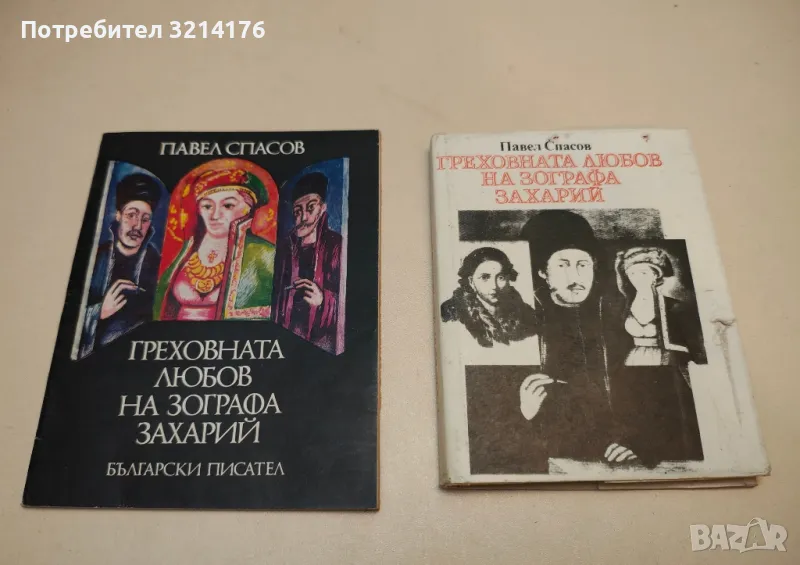 Потребител 3214176
ПАВЕЛ СПАСОВ
ГРЕХОВНАТА
ЛЮБОВ
НА ЗОГРАФА
ЗАХАРИЙ
БЪЛГАРСКИ ПИСАТЕЛ
Павел Спасов
ГРЕХОВНАТА ЛЮБОВ
НА ЗОГРАФА
ЗАХАРИЙ
BAZAR